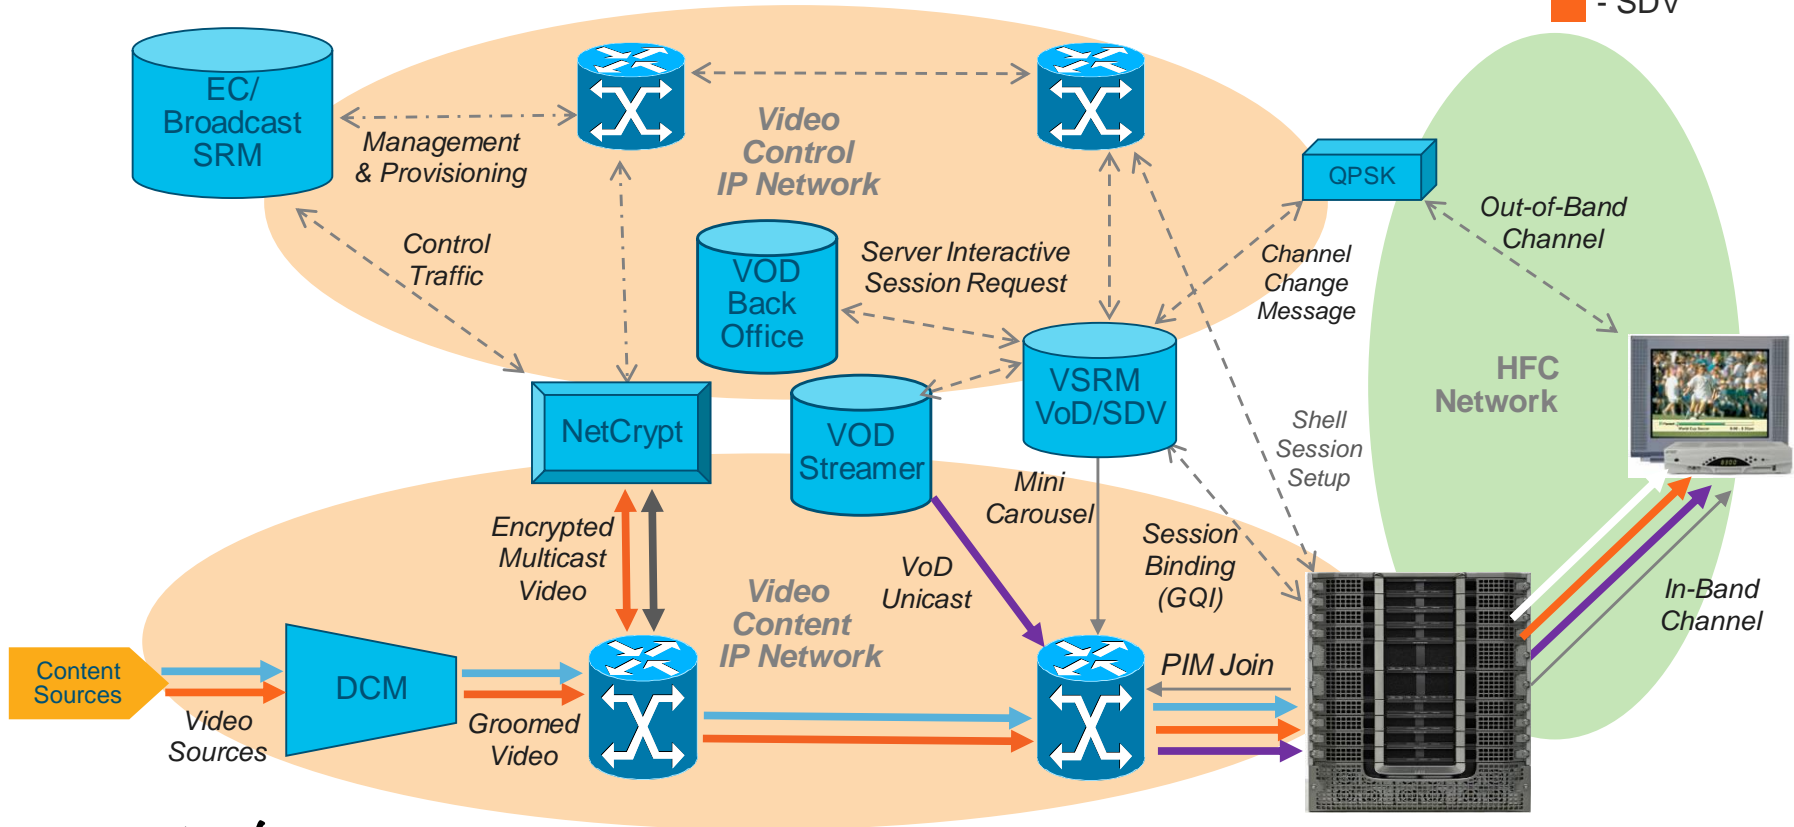 - SDV
EC/
Broadcast
SRM
Management
& Provisioning
Video
Control
IP Network
QPSK
Out-of-Band
Channel
Control
Traffic
VOD
Back
Office
Server Interactive
Session Request
Channel
Change
Message
HFC
Network
NetCrypt
VOD
Streamer
VSRM
VoD/SDV
Shell
Session
Setup
Encrypted
Multicast
Video
VoD
Unicast
Mini
Carousel
Session
Binding
(GQI)
Video
Content
IP Network
In-Band
Channel
Content
Sources
Video
Sources
DCM
Groomed
Video
PIM Join